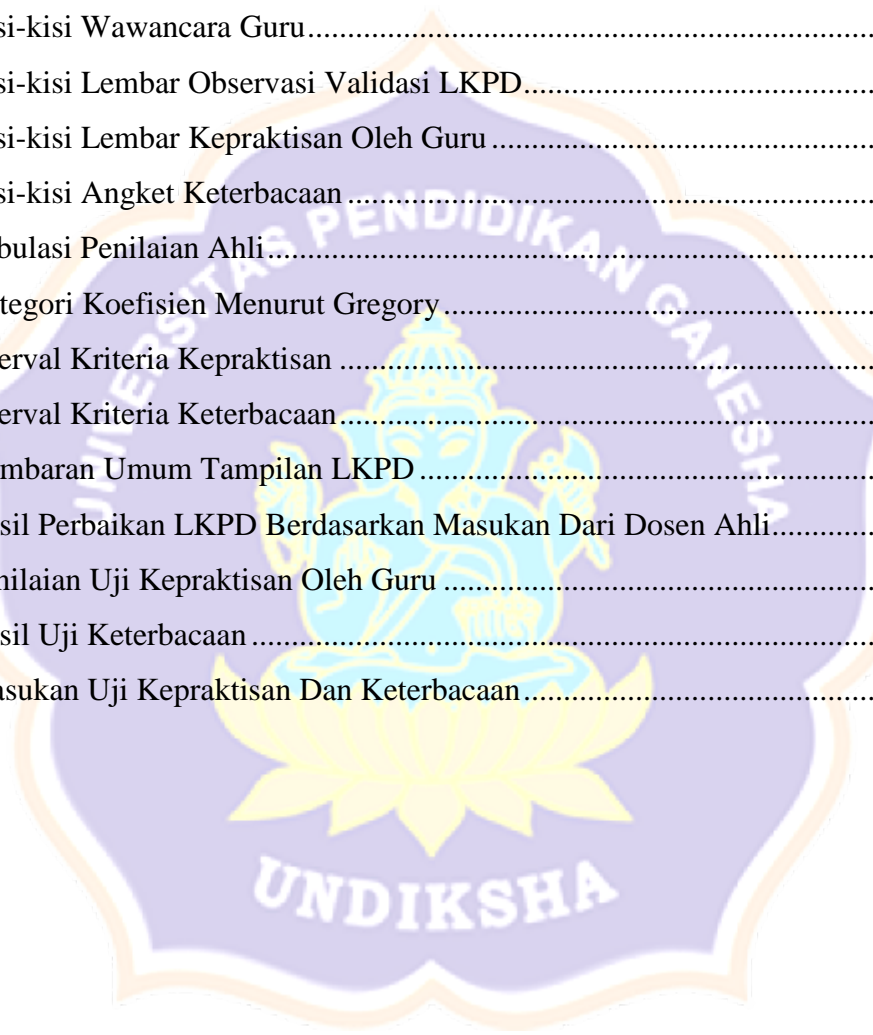 si-kisi Wawancara Guru........................................................................
si-kisi Lembar Observasi Validasi LKPD............................................
si-kisi Lembar Kepraktisan Oleh Guru ................................................
si-kisi Angket Keterbacaan ..................................................................
bulasi Penilaian Ahli............................................................................
tegori Koefisien Menurut Gregory......................................................
erval Kriteria Kepraktisan ...................................................................
erval Kriteria Keterbacaan...................................................................
mbaran Umum Tampilan LKPD .........................................................
sil Perbaikan LKPD Berdasarkan Masukan Dari Dosen Ahli.............
nilaian Uji Kepraktisan Oleh Guru ......................................................
sil Uji Keterbacaan ..............................................................................
asukan Uji Kepraktisan Dan Keterbacaan............................................
UNIVERSITAS PENDIDIKAN GANESHA
UNDIKSHA